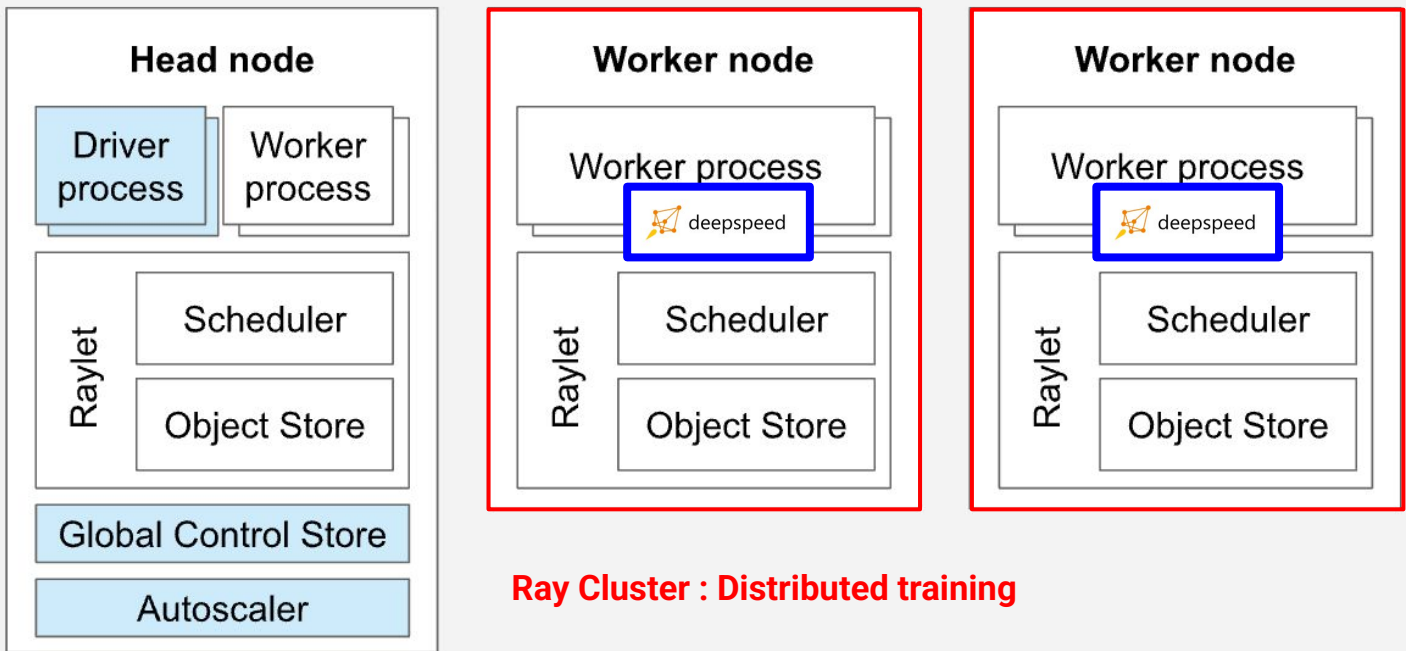 Head node
Driver
process
Worker
process
Raylet
Scheduler
Object Store
Global Control Store
Autoscaler
Worker node
Worker process
deepspeed
Raylet
Scheduler
Object Store
Worker node
Worker process
deepspeed
Raylet
Scheduler
Object Store
Ray Cluster : Distributed training